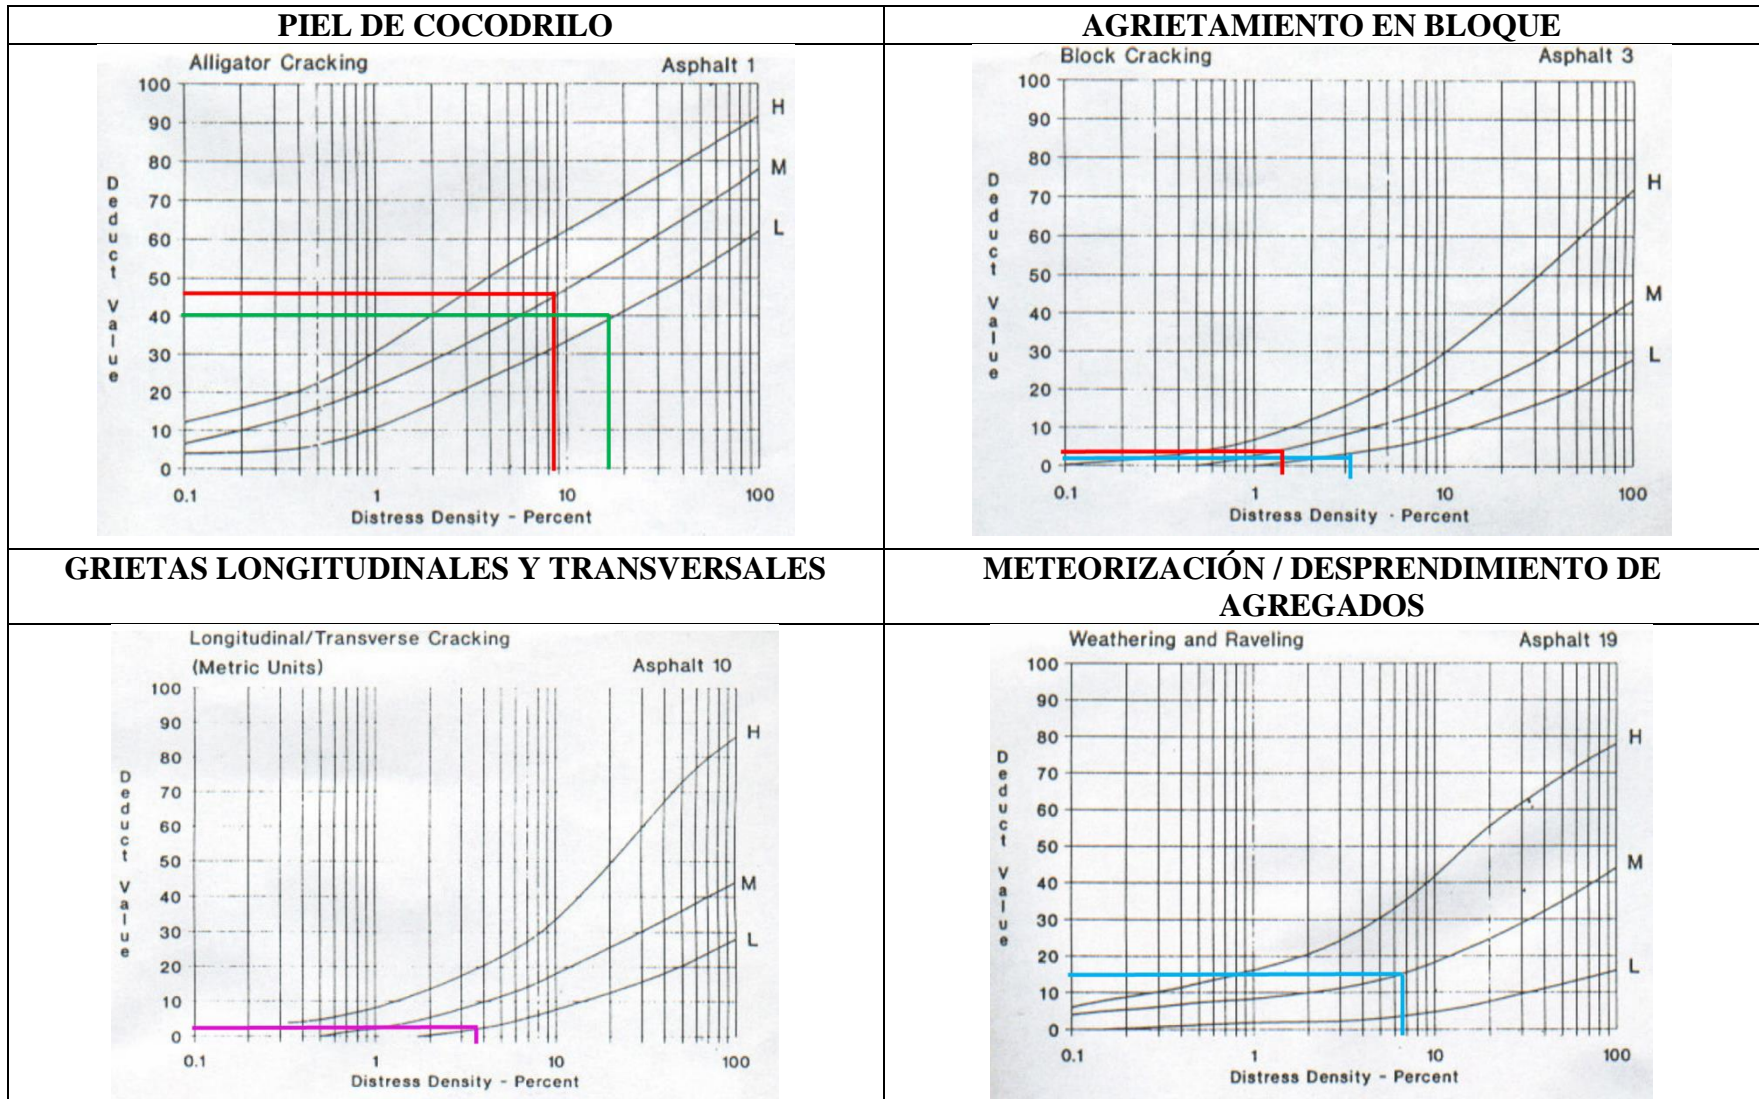 PIEL DE COCODRILO
Alligator Cracking
Asphalt 1
100
90
80
70
60
50
40
30
20
10
0
Deduct Value
H
M
L
0.1
1
10
100
Distress Density - Percent
AGRIETAMIENTO EN BLOQUE
Block Cracking
Asphalt 3
100
90
80
70
60
50
40
30
20
10
0
Deduct Value
H
M
L
0.1
1
10
100
Distress Density - Percent
GRIETAS LONGITUDINALES Y TRANSVERSALES
Longitudinal/Transverse Cracking
(Metric Units)
Asphalt 10
100
90
80
70
60
50
40
30
20
10
0
Deduct Value
H
M
L
0.1
1
10
100
Distress Density - Percent
METEORIZACIÓN / DESPRENDIMIENTO DE
AGREGADOS
Weathering and Raveling
Asphalt 19
100
90
80
70
60
50
40
30
20
10
0
Deduct Value
H
M
L
0.1
1
10
100
Distress Density - Percent